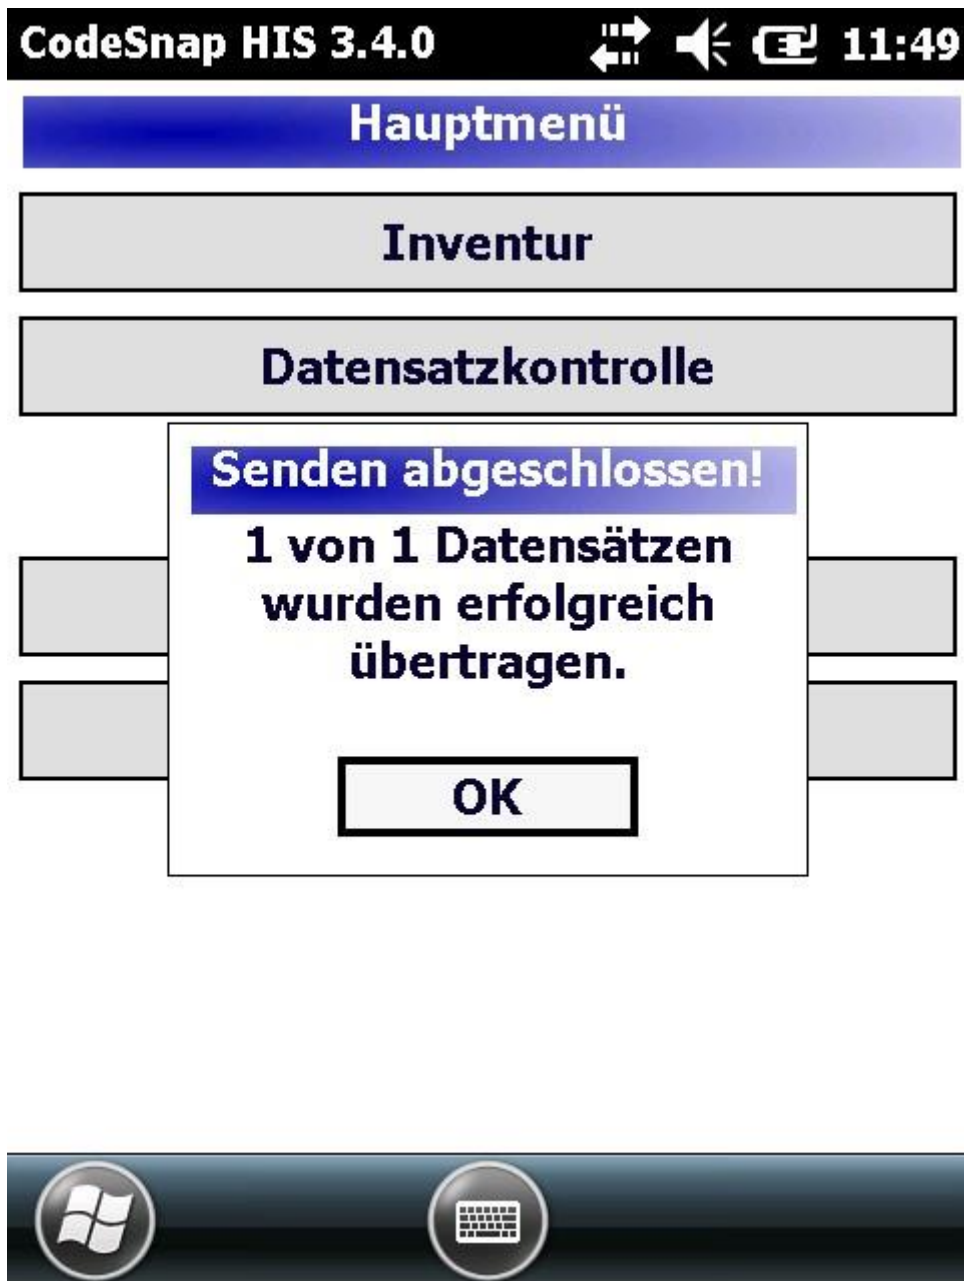 CodeSnap HIS 3.4.0 11:49
Hauptmenü
Inventur
Datensatzkontrolle
Senden abgeschlossen!
1 von 1 Datensätzen
wurden erfolgreich
übertragen.
OK